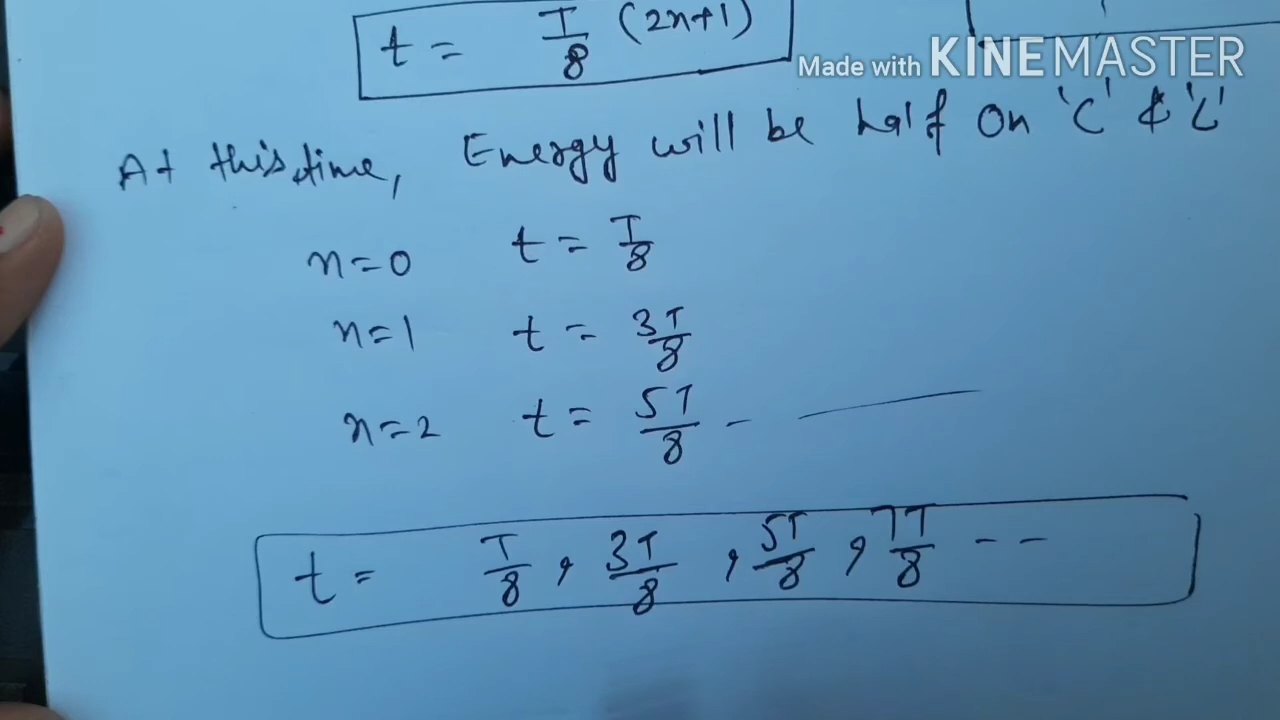 t = T/8 (2n+1)
Made with KINEMASTER
At this time, Energy will be half On 'C' & 'L'
n=0 t = T/8
n=1 t = 3T/8
n=2 t = 5T/8 - —
t = T/8, 3T/8, 5T/8, 7T/8 - -